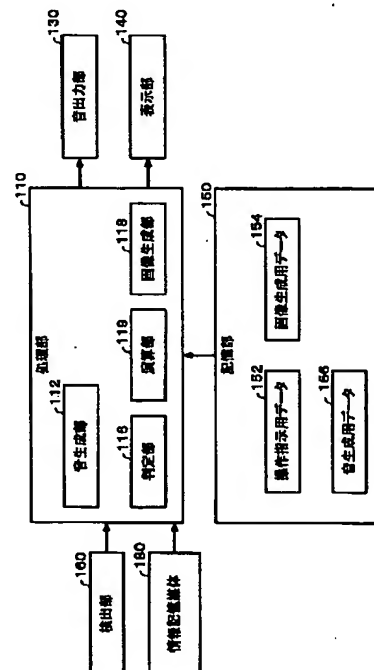 160
検出部
180
情報記憶媒体
110
処理部
112
音生成部
116
判定部
119
演算部
118
画像生成部
150
記憶部
152
操作指示用データ
154
画像生成用データ
156
音生成用データ
130
音出力部
140
表示部